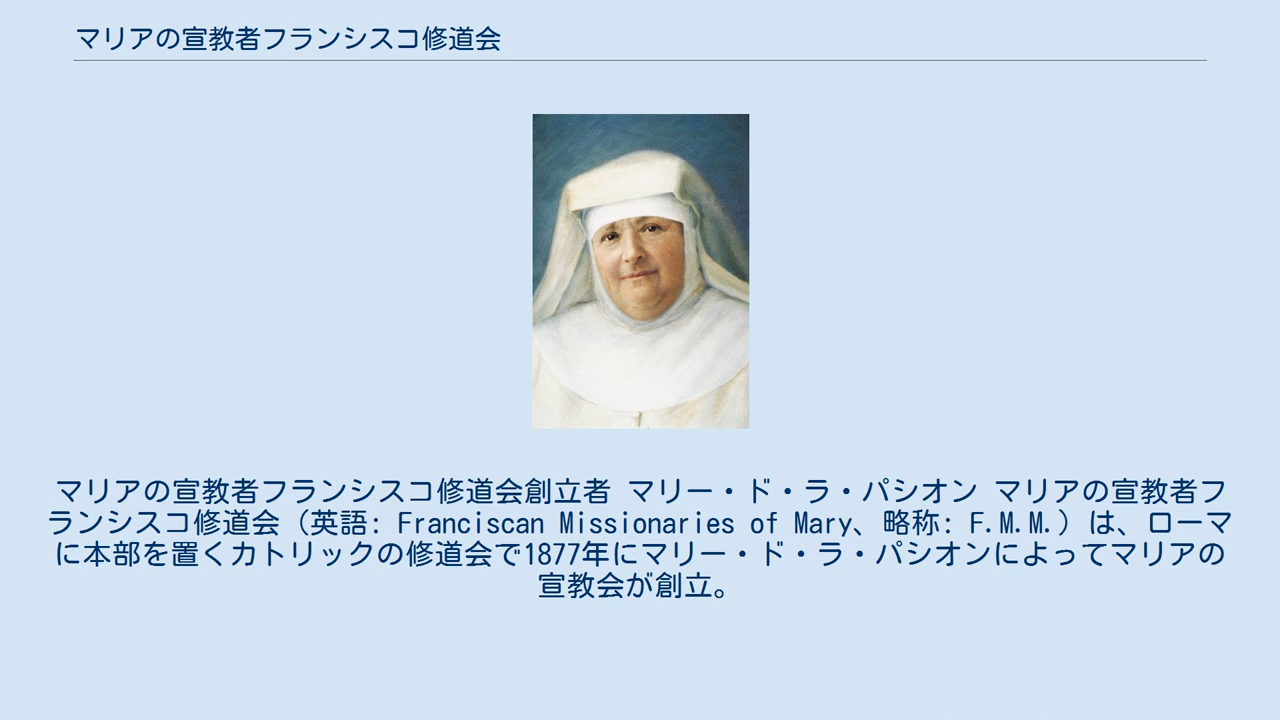 マリアの宣教者フランシスコ修道会
マリアの宣教者フランシスコ修道会創立者 マリー・ド・ラ・パシオン マリアの宣教者フ
ランシスコ修道会（英語: Franciscan Missionaries of Mary、略称: F.M.M.）は、ローマ
に本部を置くカトリックの修道会で1877年にマリー・ド・ラ・パシオンによってマリアの
宣教会が創立。